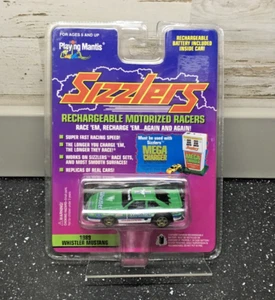 FOR AGES 8 AND UP
Playing Mantis
RECHARGEABLE
BATTERY INCLUDED
INSIDE CAR!
Sizzlers
RECHARGEABLE MOTORIZED RACERS
RACE 'EM, RECHARGE 'EM...AGAIN AND AGAIN!
SUPER FAST RACING SPEED!
THE LONGER YOU CHARGE 'EM,
THE LONGER THEY RACE!
WORKS ON SIZZLERS RACE SETS,
AND MOST SMOOTH SURFACES!
REPLICAS OF REAL CARS!
Must be used with
Sizzlers
MEGA
CHARGER
MEGA
WHISTLER MUSTANG